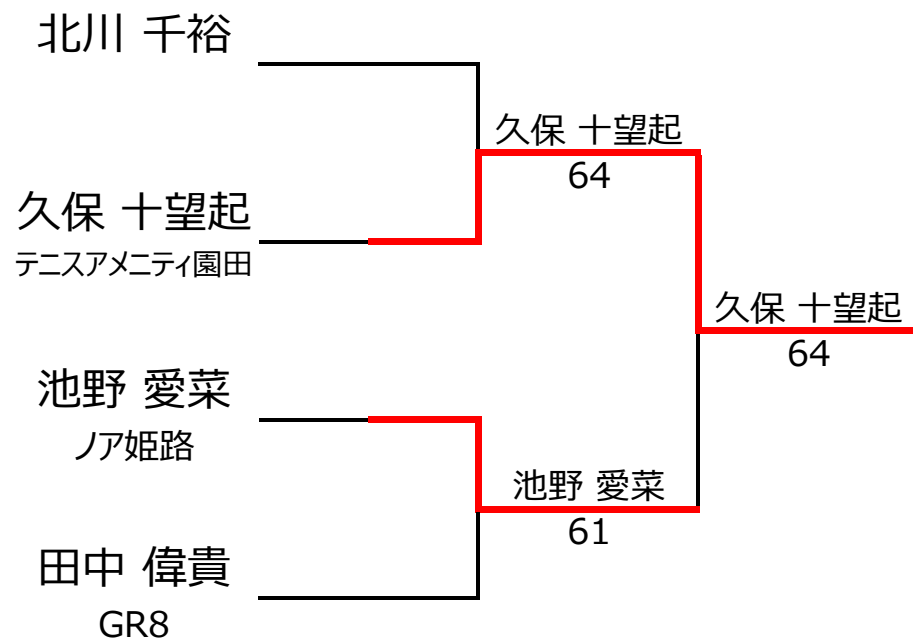 北川 千裕
久保 十望起
64
久保 十望起
テニスアメニティ園田
久保 十望起
64
池野 愛菜
ノア姫路
池野 愛菜
61
田中 偉貴
GR8